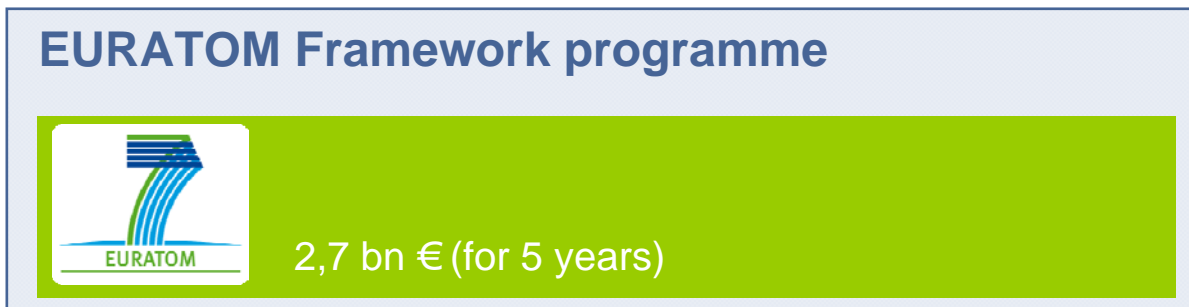 EURATOM Framework programme
EURATOM
2,7 bn € (for 5 years)